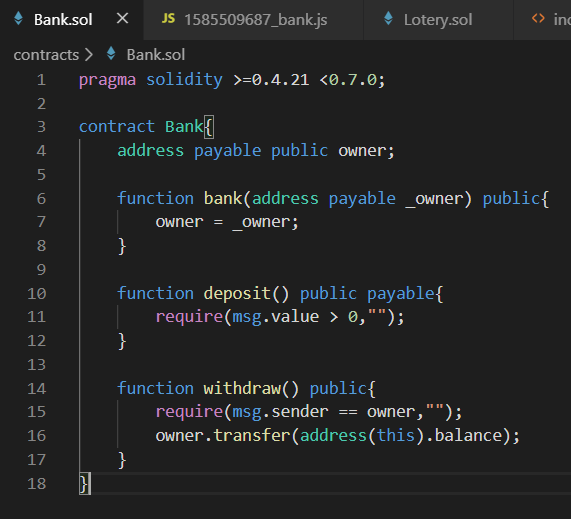 Bank.sol JS 1585509687_bank.js Lotery.sol <>
contracts > Bank.sol
1 pragma solidity >=0.4.21 <0.7.0;
2
3 contract Bank{
4     address payable public owner;
5
6     function bank(address payable _owner) public{
7         owner = _owner;
8     }
9
10     function deposit() public payable{
11         require(msg.value > 0,"");
12     }
13
14     function withdraw() public{
15         require(msg.sender == owner,"");
16         owner.transfer(address(this).balance);
17     }
18 }